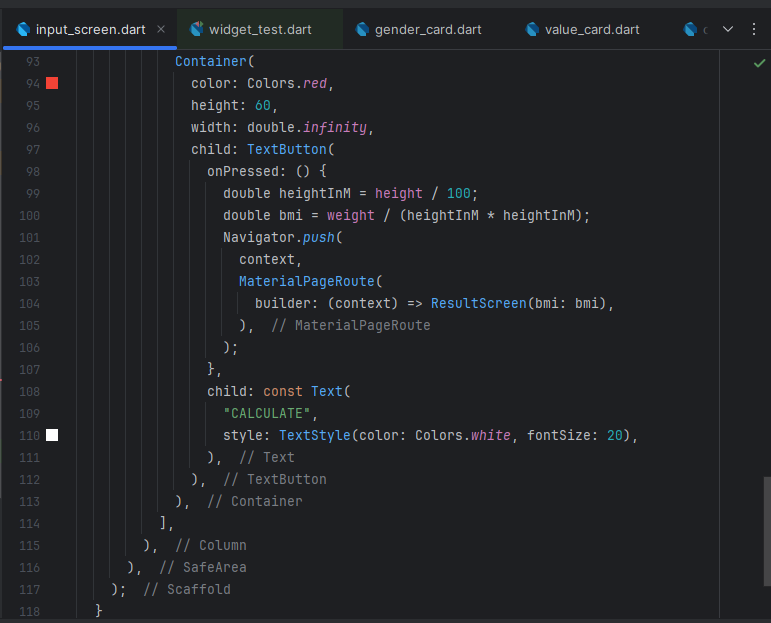 input_screen.dart × widget_test.dart gender_card.dart value_card.dart
93 Container(
94 color: Colors.red,
95 height: 60,
96 width: double.infinity,
97 child: TextButton(
98 onPressed: () {
99 double heightInM = height / 100;
100 double bmi = weight / (heightInM * heightInM);
101 Navigator.push(
102 context,
103 MaterialPageRoute(
104 builder: (context) => ResultScreen(bmi: bmi),
105 ), // MaterialPageRoute
106 );
107 },
108 child: const Text(
109 "CALCULATE",
110 style: TextStyle(color: Colors.white, fontSize: 20),
111 ), // Text
112 ), // TextButton
113 ), // Container
114 ],
115 ), // Column
116 ), // SafeArea
117 ); // Scaffold
118 }